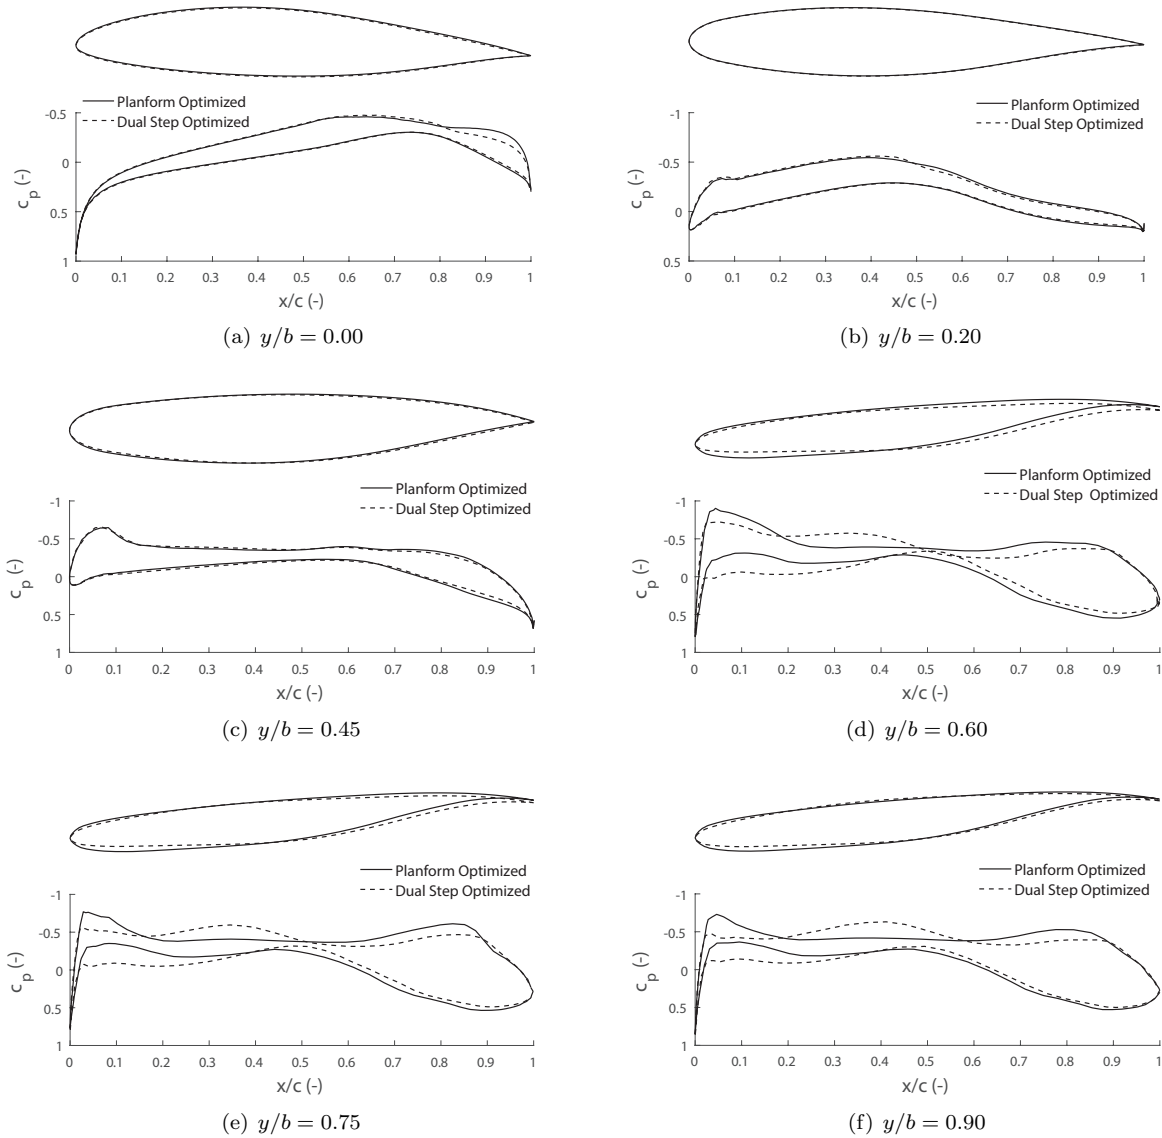 Planform Optimized
Dual Step Optimized
-0.5
0
0.5
1
c_p (-)
0 0.1 0.2 0.3 0.4 0.5 0.6 0.7 0.8 0.9 1
x/c (-)
(a) y/b = 0.00
Planform Optimized
Dual Step Optimized
-1
-0.5
0
0.5
c_p (-)
0 0.1 0.2 0.3 0.4 0.5 0.6 0.7 0.8 0.9 1
x/c (-)
(b) y/b = 0.20
Planform Optimized
Dual Step Optimized
-1
-0.5
0
0.5
1
c_p (-)
0 0.1 0.2 0.3 0.4 0.5 0.6 0.7 0.8 0.9 1
x/c (-)
(c) y/b = 0.45
Planform Optimized
Dual Step Optimized
-1
-0.5
0
0.5
1
c_p (-)
0 0.1 0.2 0.3 0.4 0.5 0.6 0.7 0.8 0.9 1
x/c (-)
(d) y/b = 0.60
Planform Optimized
Dual Step Optimized
-1
-0.5
0
0.5
1
c_p (-)
0 0.1 0.2 0.3 0.4 0.5 0.6 0.7 0.8 0.9 1
x/c (-)
(e) y/b = 0.75
Planform Optimized
Dual Step Optimized
-1
-0.5
0
0.5
1
c_p (-)
0 0.1 0.2 0.3 0.4 0.5 0.6 0.7 0.8 0.9 1
x/c (-)
(f) y/b = 0.90